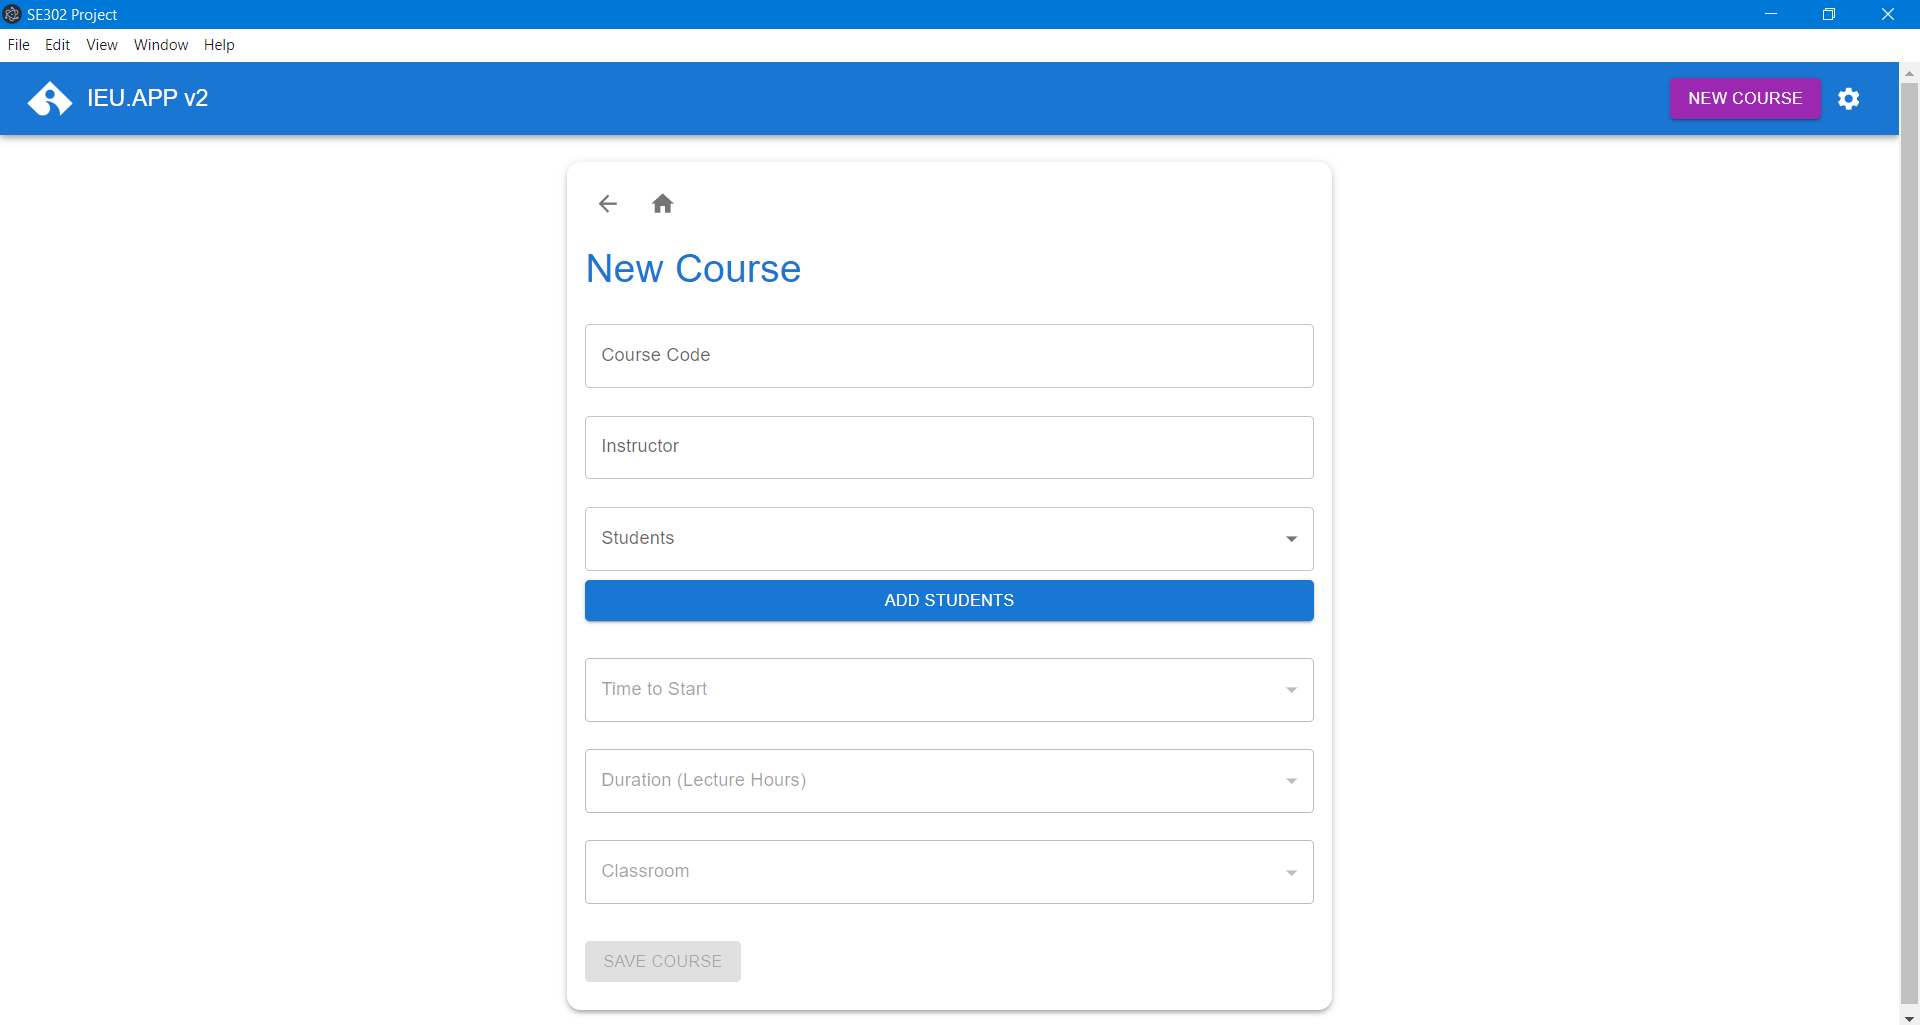 SE302 Project
File Edit View Window Help
IEU.APP v2
NEW COURSE
New Course
Course Code
Instructor
Students
ADD STUDENTS
Time to Start
Duration (Lecture Hours)
Classroom
SAVE COURSE